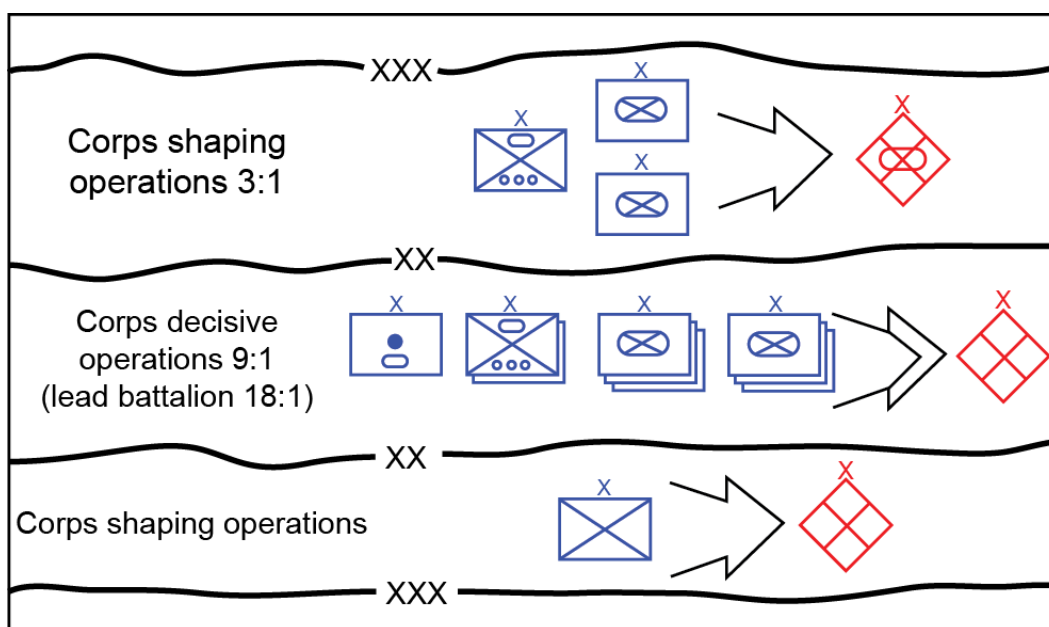 XXX
X
X
X
X
Corps shaping
operations 3:1
XX
X
X
X
X
X
Corps decisive
operations 9:1
(lead battalion 18:1)
XX
X
X
Corps shaping operations
XXX